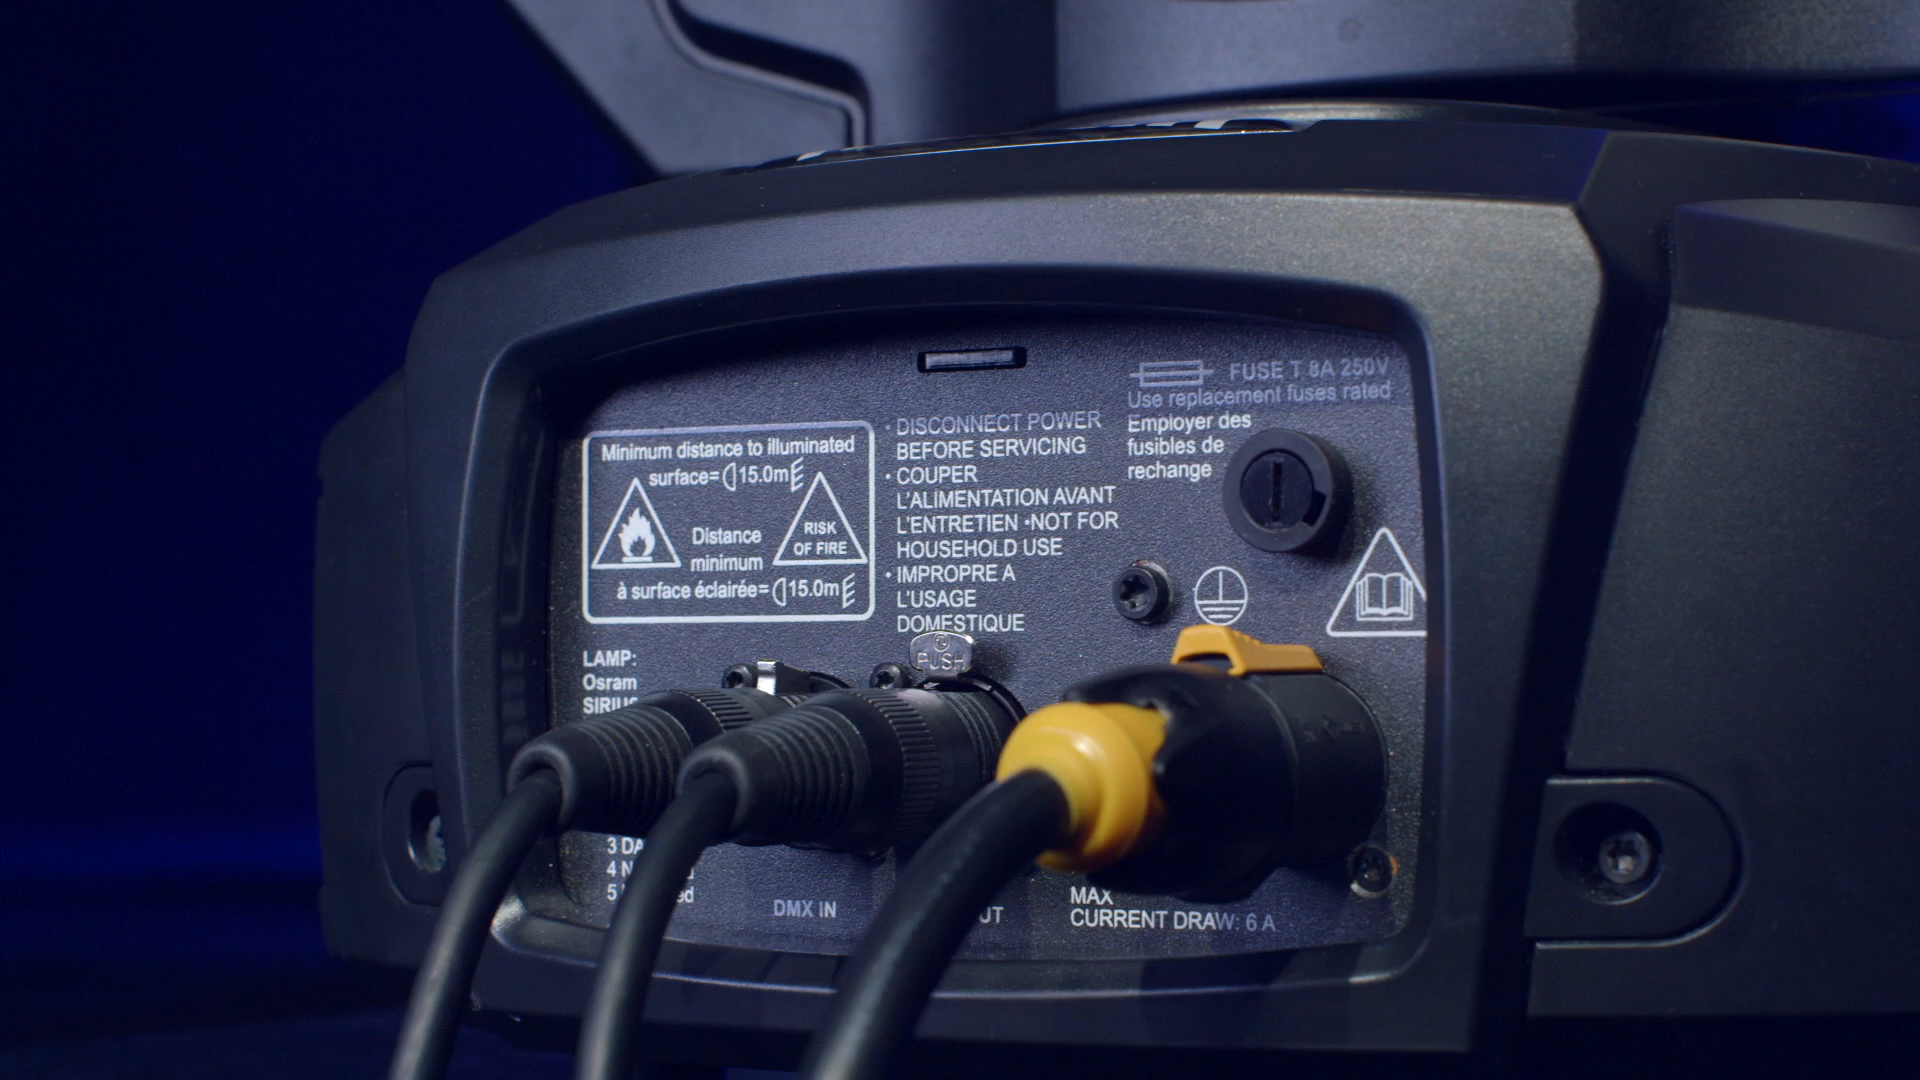 FUSE T 8A 250V
Use replacement fuses rated
Employer des
fusibles de
rechange
Minimum distance to illuminated
surface= 15.0m
RISK
OF FIRE
Distance
minimum
à surface éclairée= 15.0m
· DISCONNECT POWER
BEFORE SERVICING
· COUPER
L'ALIMENTATION AVANT
L'ENTRETIEN ·NOT FOR
HOUSEHOLD USE
· IMPROPRE A
L'USAGE
DOMESTIQUE
PUSH
LAMP:
Osram
3
4
5
DMX IN
MAX
CURRENT DRAW: 6 A